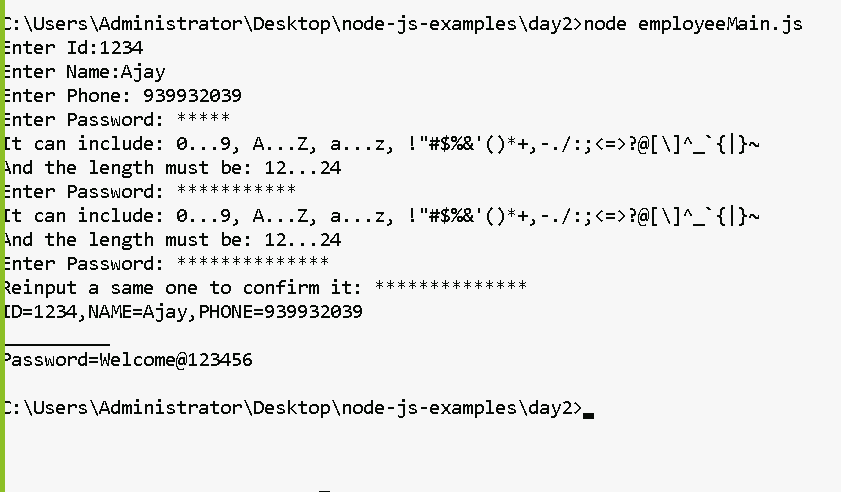 C:\Users\Administrator\Desktop\node-js-examples\day2>node employeeMain.js
Enter Id:1234
Enter Name:Ajay
Enter Phone: 939932039
Enter Password: *****
It can include: 0...9, A...Z, a...z, !"#$%&'()*+,-./:;<=>?@[\]^_`{|}~
And the length must be: 12...24
Enter Password: ***********
It can include: 0...9, A...Z, a...z, !"#$%&'()*+,-./:;<=>?@[\]^_`{|}~
And the length must be: 12...24
Enter Password: **************
Reinput a same one to confirm it: **************
ID=1234,NAME=Ajay,PHONE=939932039
__________
Password=Welcome@123456
C:\Users\Administrator\Desktop\node-js-examples\day2>